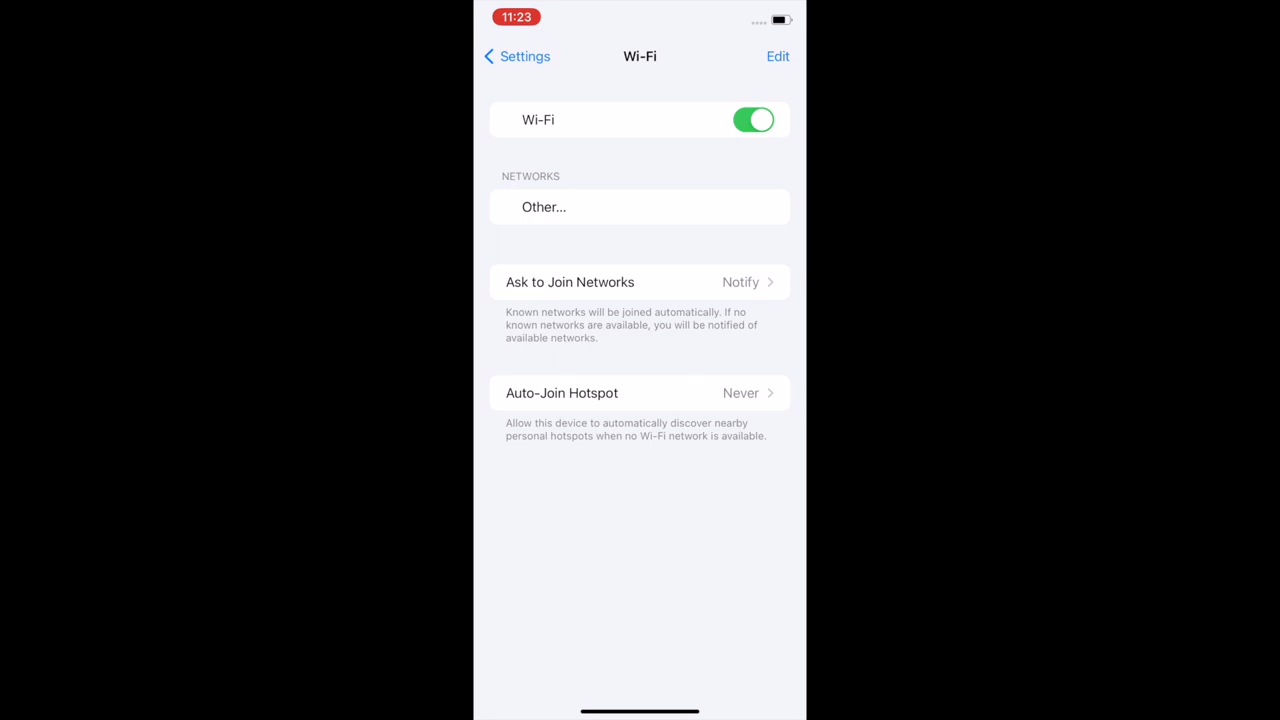 11:23
Settings
Wi-Fi
Edit
Wi-Fi
NETWORKS
Other...
Ask to Join Networks
Notify
Known networks will be joined automatically. If no
known networks are available, you will be notified of
available networks.
Auto-Join Hotspot
Never
Allow this device to automatically discover nearby
personal hotspots when no Wi-Fi network is available.